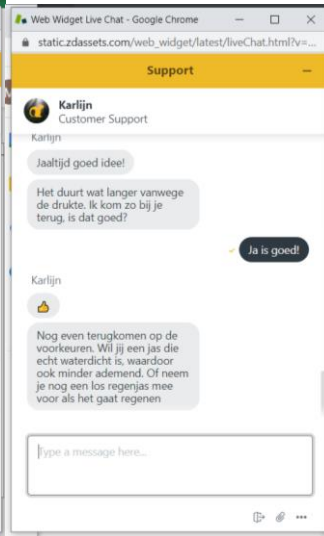 Web Widget Live Chat - Google Chrome
static.zdassets.com/web_widget/latest/liveChat.html?v=...
Support
Karlijn
Customer Support
Karlijn
Jaaltijd goed idee!
Het duurt wat langer vanwege
de drukte. Ik kom zo bij je
terug, is dat goed?
Ja is goed!
Karlijn
👍
Nog even terugkomen op de
voorkeuren. Wil jij een jas die
echt waterdicht is, waardoor
ook minder ademend. Of neem
je nog een los regenjas mee
voor als het gaat regenen
Type a message here...